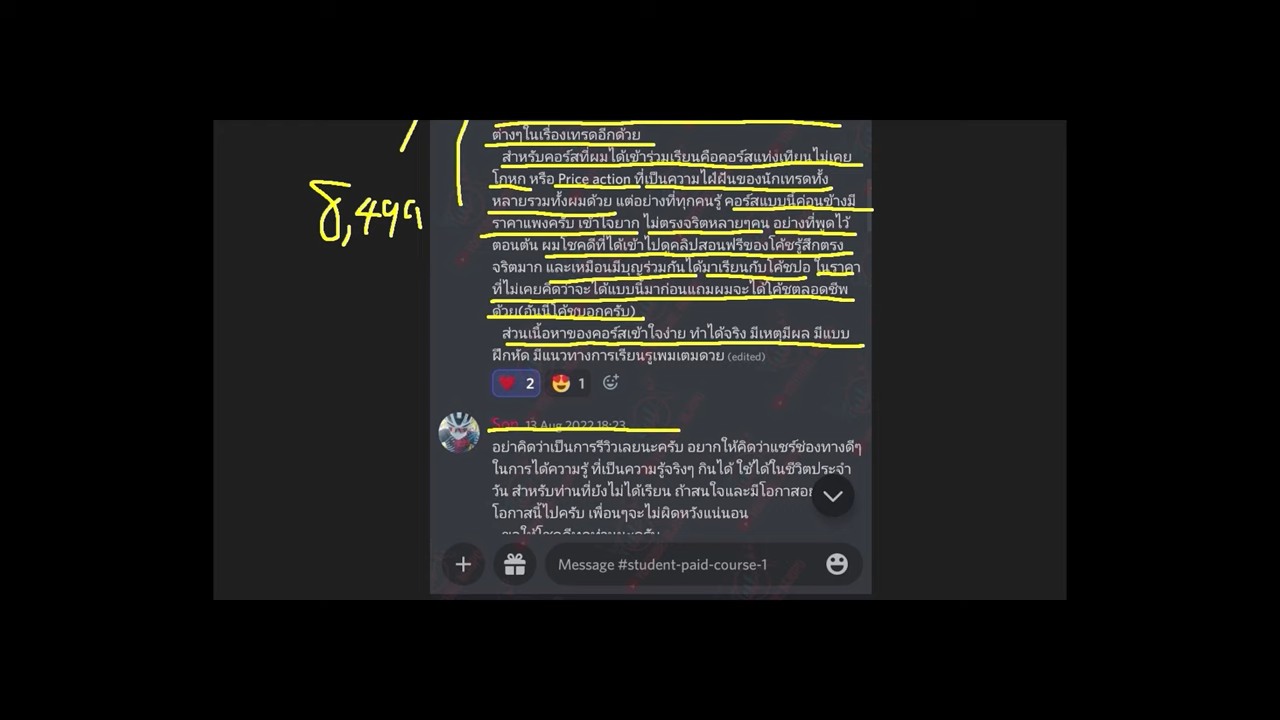 ต่างๆในเรื่องเทรดอีกด้วย
สำหรับคอร์สที่ผมได้เข้าร่วมเรียนคือคอร์สแท่งเทียนไม่เคย
โกหก หรือ Price action ที่เป็นความใฝ่ฝันของนักเทรดทั้ง
หลายรวมทั้งผมด้วย แต่อย่างที่ทุกคนรู้ คอร์สแบบนี้ค่อนข้างมี
ราคาแพงครับ เข้าใจยาก ไม่ตรงจริตหลายๆคน อย่างที่พูดไว้
ตอนต้น ผมโชคดีที่ได้เข้าไปดูคลิปสอนฟรีของโค้ชรู้สึกตรง
จริตมาก และเหมือนมีบุญร่วมกันได้มาเรียนกับโค้ชปอ ในราคา
ที่ไม่เคยคิดว่าจะได้แบบนี้มาก่อนแถมผมจะได้โค้ชตลอดชีพ
ด้วย(อันนี้โค้ชบอกครับ)
ส่วนเนื้อหาของคอร์สเข้าใจง่าย ทำได้จริง มีเหตุมีผล มีแบบ
ฝึกหัด มีแนวทางการเรียนรู้เพิ่มเติมด้วย (edited)
2 1
Son 13 Aug 2022 18:23
อย่าคิดว่าเป็นการรีวิวเลยนะครับ อยากให้คิดว่าแชร์ช่องทางดีๆ
ในการได้ความรู้ ที่เป็นความรู้จริงๆ กินได้ ใช้ได้ในชีวิตประจำ
วัน สำหรับท่านที่ยังไม่ได้เรียน ถ้าสนใจและมีโอกาส
โอกาสนี้ไปครับ เพื่อนๆจะไม่ผิดหวังแน่นอน
Message #student-paid-course-1
8,499